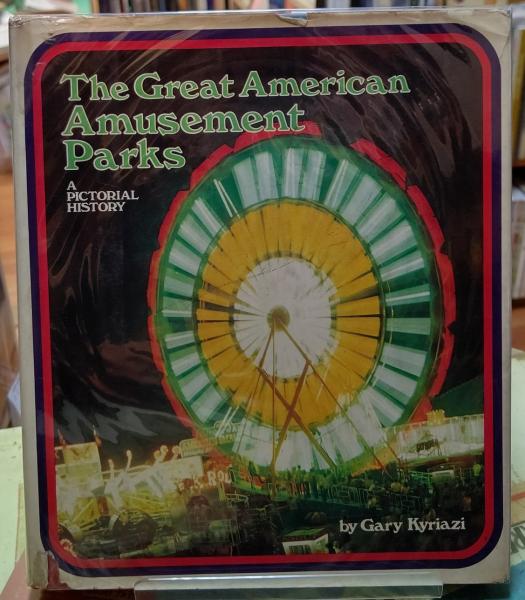 The Great American
Amusement
Parks
A
PICTORIAL
HISTORY
by Gary Kyriazi